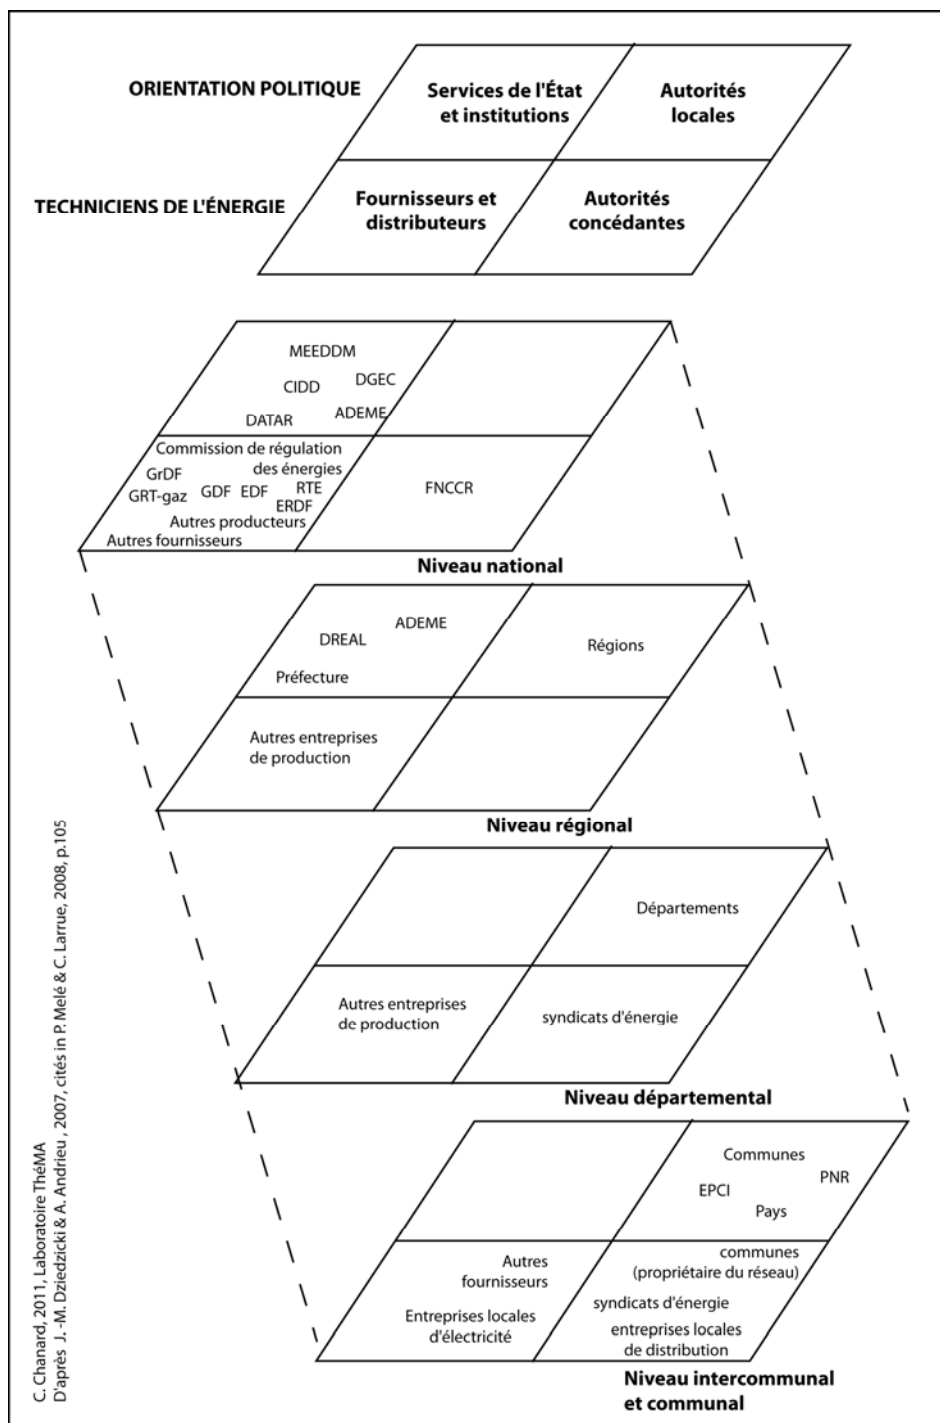 ORIENTATION POLITIQUE
Services de l'État
et institutions
Autorités
locales
TECHNICIENS DE L'ÉNERGIE
Fournisseurs et
distributeurs
Autorités
concédantes
MEEDDM
CIDD
DGEC
DATAR
ADEME
Commission de régulation
des énergies
GrDF
GRT-gaz
GDF
EDF
RTE
ERDF
Autres producteurs
Autres fournisseurs
FNCCR
Niveau national
DREAL
ADEME
Préfecture
Régions
Autres entreprises
de production
Niveau régional
Départements
Autres entreprises
de production
syndicats d'énergie
Niveau départemental
Communes
EPCI
PNR
Pays
Autres
fournisseurs
Entreprises locales
d'électricité
communes
(propriétaire du réseau)
syndicats d'énergie
entreprises locales
de distribution
Niveau intercommunal
et communal
C. Chanard, 2011, Laboratoire ThéMA
D'après J. -M. Dziedzicki & A. Andrieu , 2007, cités in P. Melé & C. Larrue, 2008, p.105